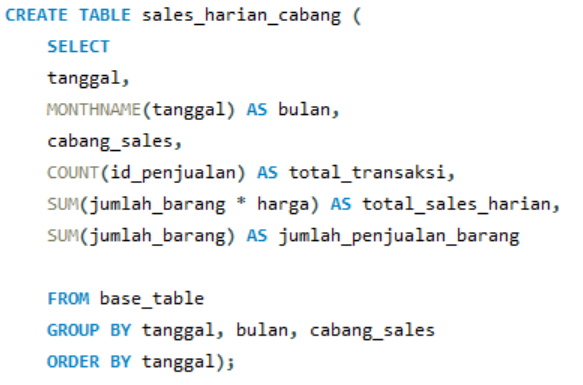 CREATE TABLE sales_harian_cabang (
SELECT
tanggal,
MONTHNAME(tanggal) AS bulan,
cabang_sales,
COUNT(id_penjualan) AS total_transaksi,
SUM(jumlah_barang * harga) AS total_sales_harian,
SUM(jumlah_barang) AS jumlah_penjualan_barang
FROM base_table
GROUP BY tanggal, bulan, cabang_sales
ORDER BY tanggal);